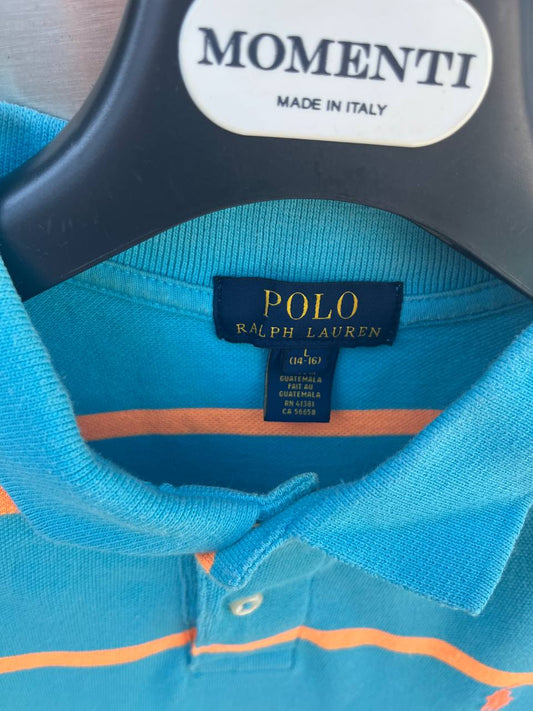 MOMENTI
MADE IN ITALY
POLO
RALPH LAUREN
L
(14-16)
GUATEMALA
FAIT AU
GUATEMALA
RN 41381
CA 56658